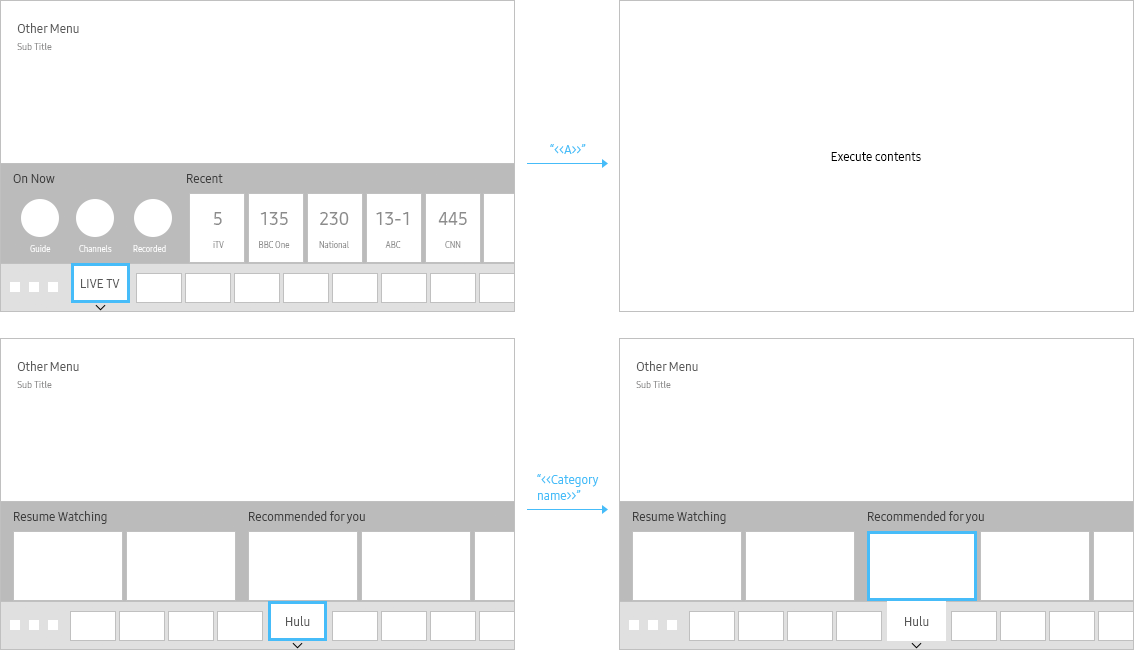 Other Menu
Sub Title
On Now
Recent
Guide
Channels
Recorded
5
iTV
135
BBC One
230
National
13-1
ABC
445
CNN
LIVE TV
“<<A>>”
Execute contents
Other Menu
Sub Title
Resume Watching
Recommended for you
Hulu
“<<Category
name>>”
Other Menu
Sub Title
Resume Watching
Recommended for you
Hulu